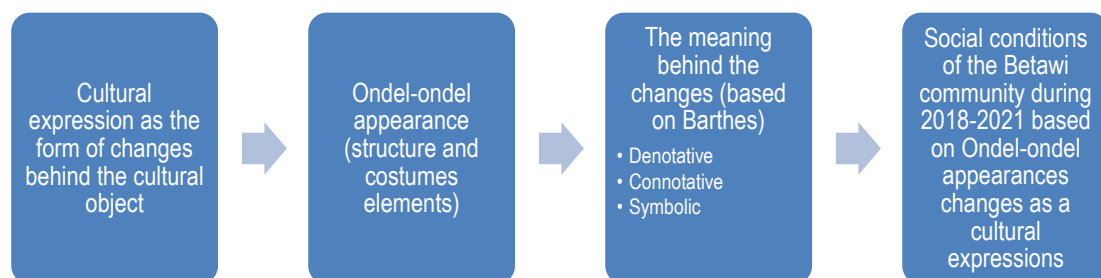 Cultural
expression as the
form of changes
behind the cultural
object
Ondel-ondel
appearance
(structure and
costumes
elements)
The meaning
behind the
changes (based
on Barthes)
• Denotative
• Connotative
• Symbolic
Social conditions
of the Betawi
community during
2018-2021 based
on Ondel-ondel
appearances
changes as a
cultural
expressions